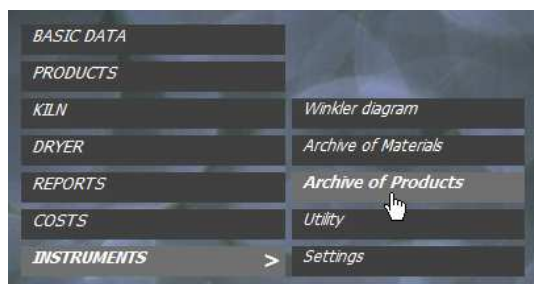 BASIC DATA
PRODUCTS
KILN
DRYER
REPORTS
COSTS
INSTRUMENTS >
Winkler diagram
Archive of Materials
Archive of Products
Utility
Settings